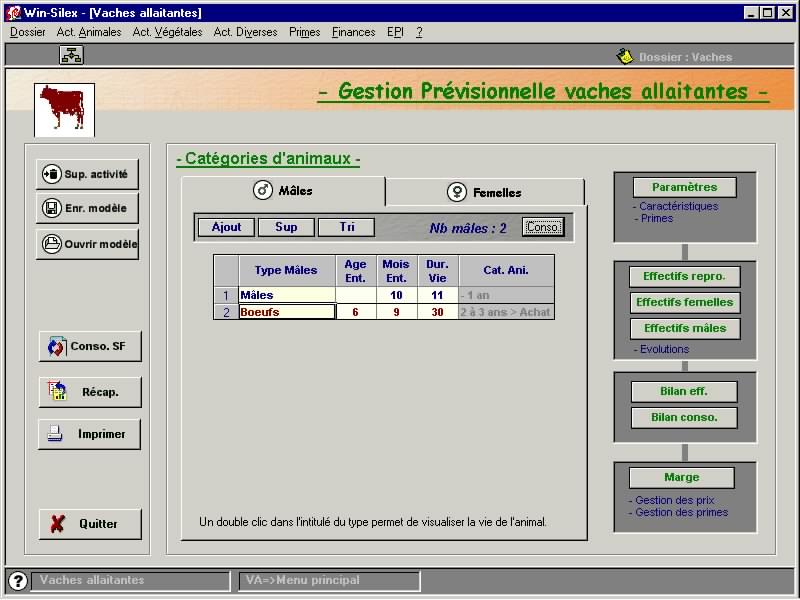 Win-Silex - [Vaches allaitantes]
Dossier Act. Animales Act. Végétales Act. Diverses Primes Finances EPI ?
Dossier : Vaches
- Gestion Prévisionnelle vaches allaitantes -
Sup. activité
Enr. modèle
Ouvrir modèle
Conso. SF
Récap.
Imprimer
Quitter
- Catégories d'animaux -
Mâles Femelles
Ajout Sup Tri Nb mâles : 2 Conso.
Type Mâles Age Ent. Mois Ent. Dur. Vie Cat. Ani.
1 Mâles 10 11 - 1 an
2 Boeufs 6 9 30 2 à 3 ans > Achat
Un double clic dans l'intitulé du type permet de visualiser la vie de l'animal.
Paramètres
- Caractéristiques
- Primes
Effectifs repro.
Effectifs femelles
Effectifs mâles
- Evolutions
Bilan eff.
Bilan conso.
Marge
- Gestion des prix
- Gestion des primes
? Vaches allaitantes VA=>Menu principal